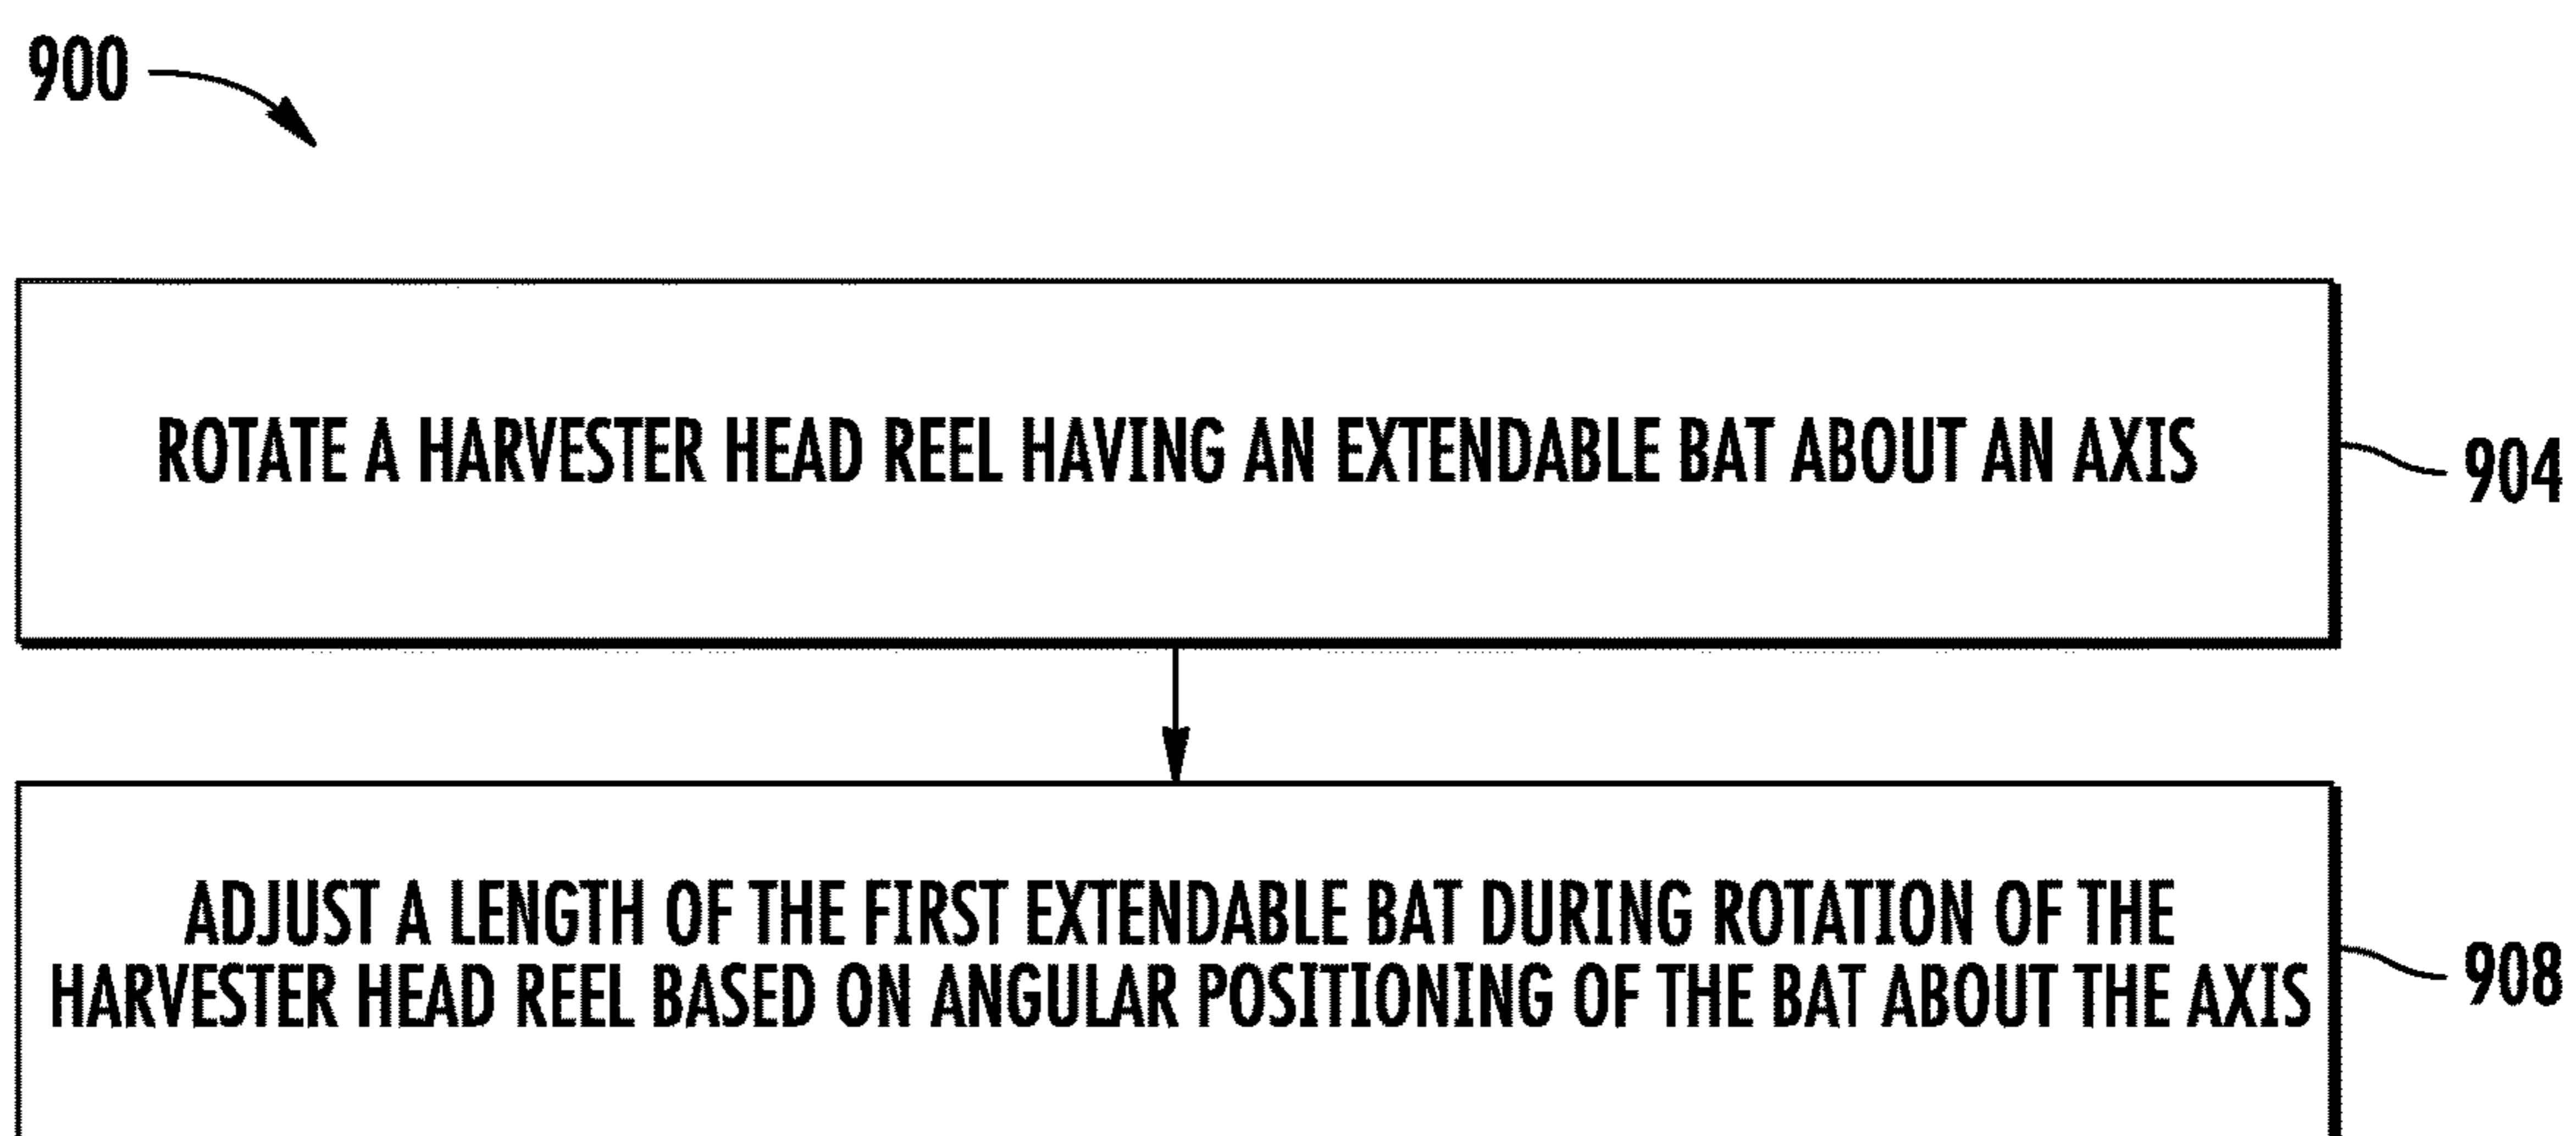 900
ROTATE A HARVESTER HEAD REEL HAVING AN EXTENDABLE BAT ABOUT AN AXIS
904
ADJUST A LENGTH OF THE FIRST EXTENDABLE BAT DURING ROTATION OF THE
HARVESTER HEAD REEL BASED ON ANGULAR POSITIONING OF THE BAT ABOUT THE AXIS
908